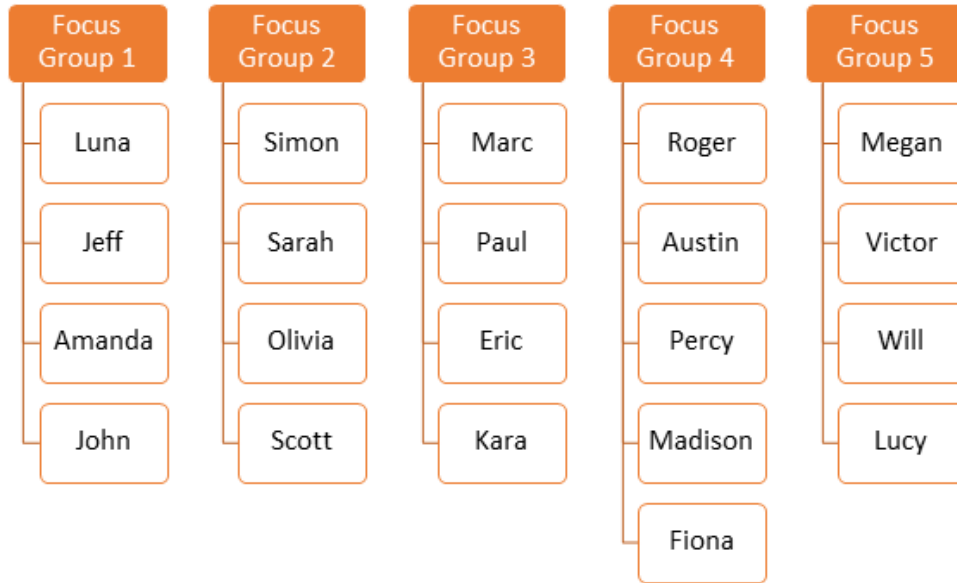 Focus
Group 1
Luna
Jeff
Amanda
John
Focus
Group 2
Simon
Sarah
Olivia
Scott
Focus
Group 3
Marc
Paul
Eric
Kara
Focus
Group 4
Roger
Austin
Percy
Madison
Fiona
Focus
Group 5
Megan
Victor
Will
Lucy